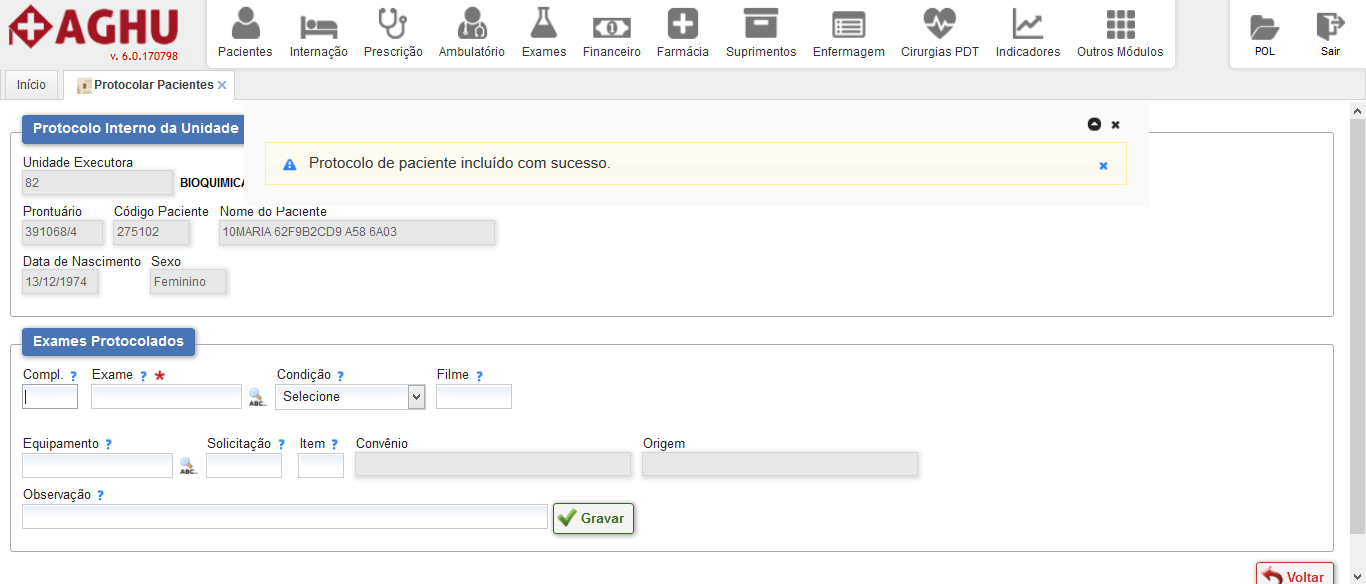 AGHU
v. 6.0.170798
Pacientes Internação Prescrição Ambulatório Exames Financeiro Farmácia Suprimentos Enfermagem Cirurgias PDT Indicadores Outros Módulos POL Sair
Início Protocolar Pacientes
Protocolo Interno da Unidade
Protocolo de paciente incluído com sucesso.
Unidade Executora
82 BIOQUIMICA
Prontuário Código Paciente Nome do Paciente
391068/4 275102 10MARIA 62F9B2CD9 A58 6A03
Data de Nascimento Sexo
13/12/1974 Feminino
Exames Protocolados
Compl. ? Exame ? * Condição ? Filme ?
ABC.. Selecione
Equipamento ? Solicitação ? Item ? Convênio Origem
ABC..
Observação ?
Gravar
Voltar